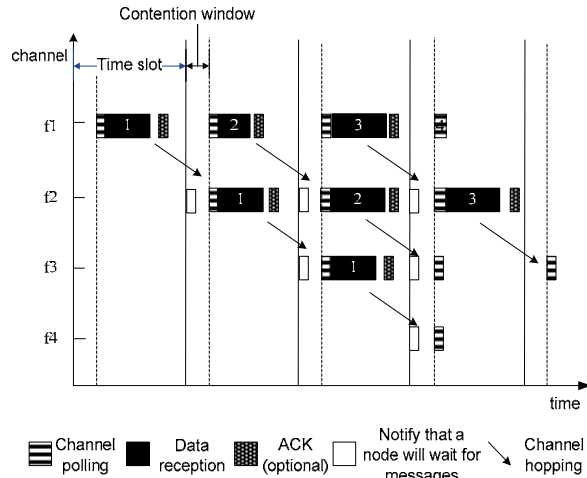 Contention window
channel
Time slot
f1
1
2
3
4
f2
1
2
3
f3
1
f4
time
Channel polling
Data reception
ACK (optional)
Notify that a node will wait for messages
Channel hopping